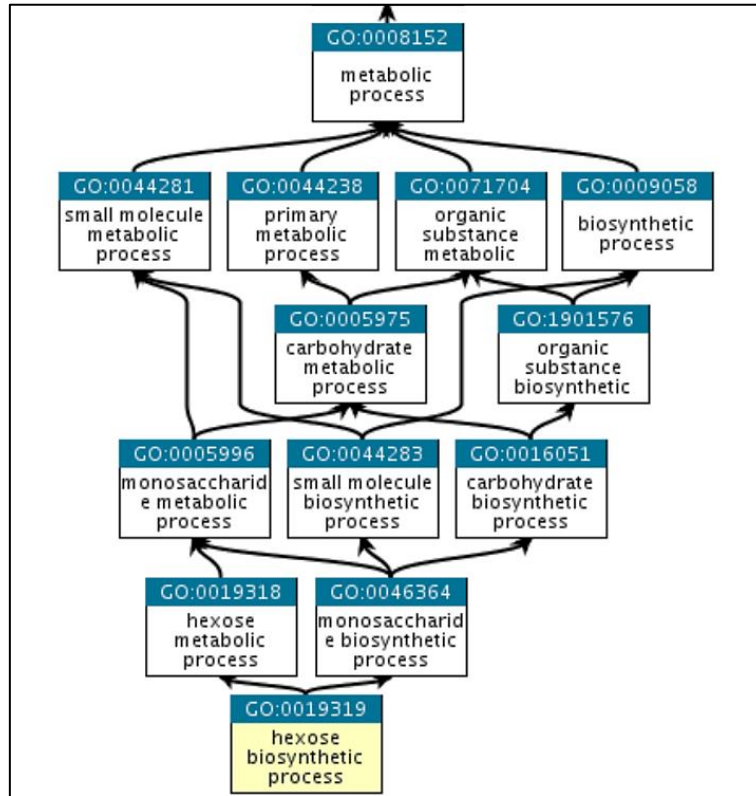 GO:0008152
metabolic
process
GO:0044281
small molecule
metabolic
process
GO:0044238
primary
metabolic
process
GO:0071704
organic
substance
metabolic
GO:0009058
biosynthetic
process
GO:0005975
carbohydrate
metabolic
process
GO:1901576
organic
substance
biosynthetic
GO:0005996
monosaccharid
e metabolic
process
GO:0044283
small molecule
biosynthetic
process
GO:0016051
carbohydrate
biosynthetic
process
GO:0019318
hexose
metabolic
process
GO:0046364
monosaccharid
e biosynthetic
process
GO:0019319
hexose
biosynthetic
process